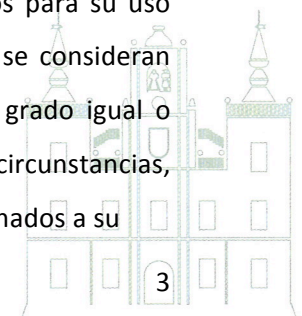 os para su uso
se consideran
grado igual o
circunstancias,
nados a su
3